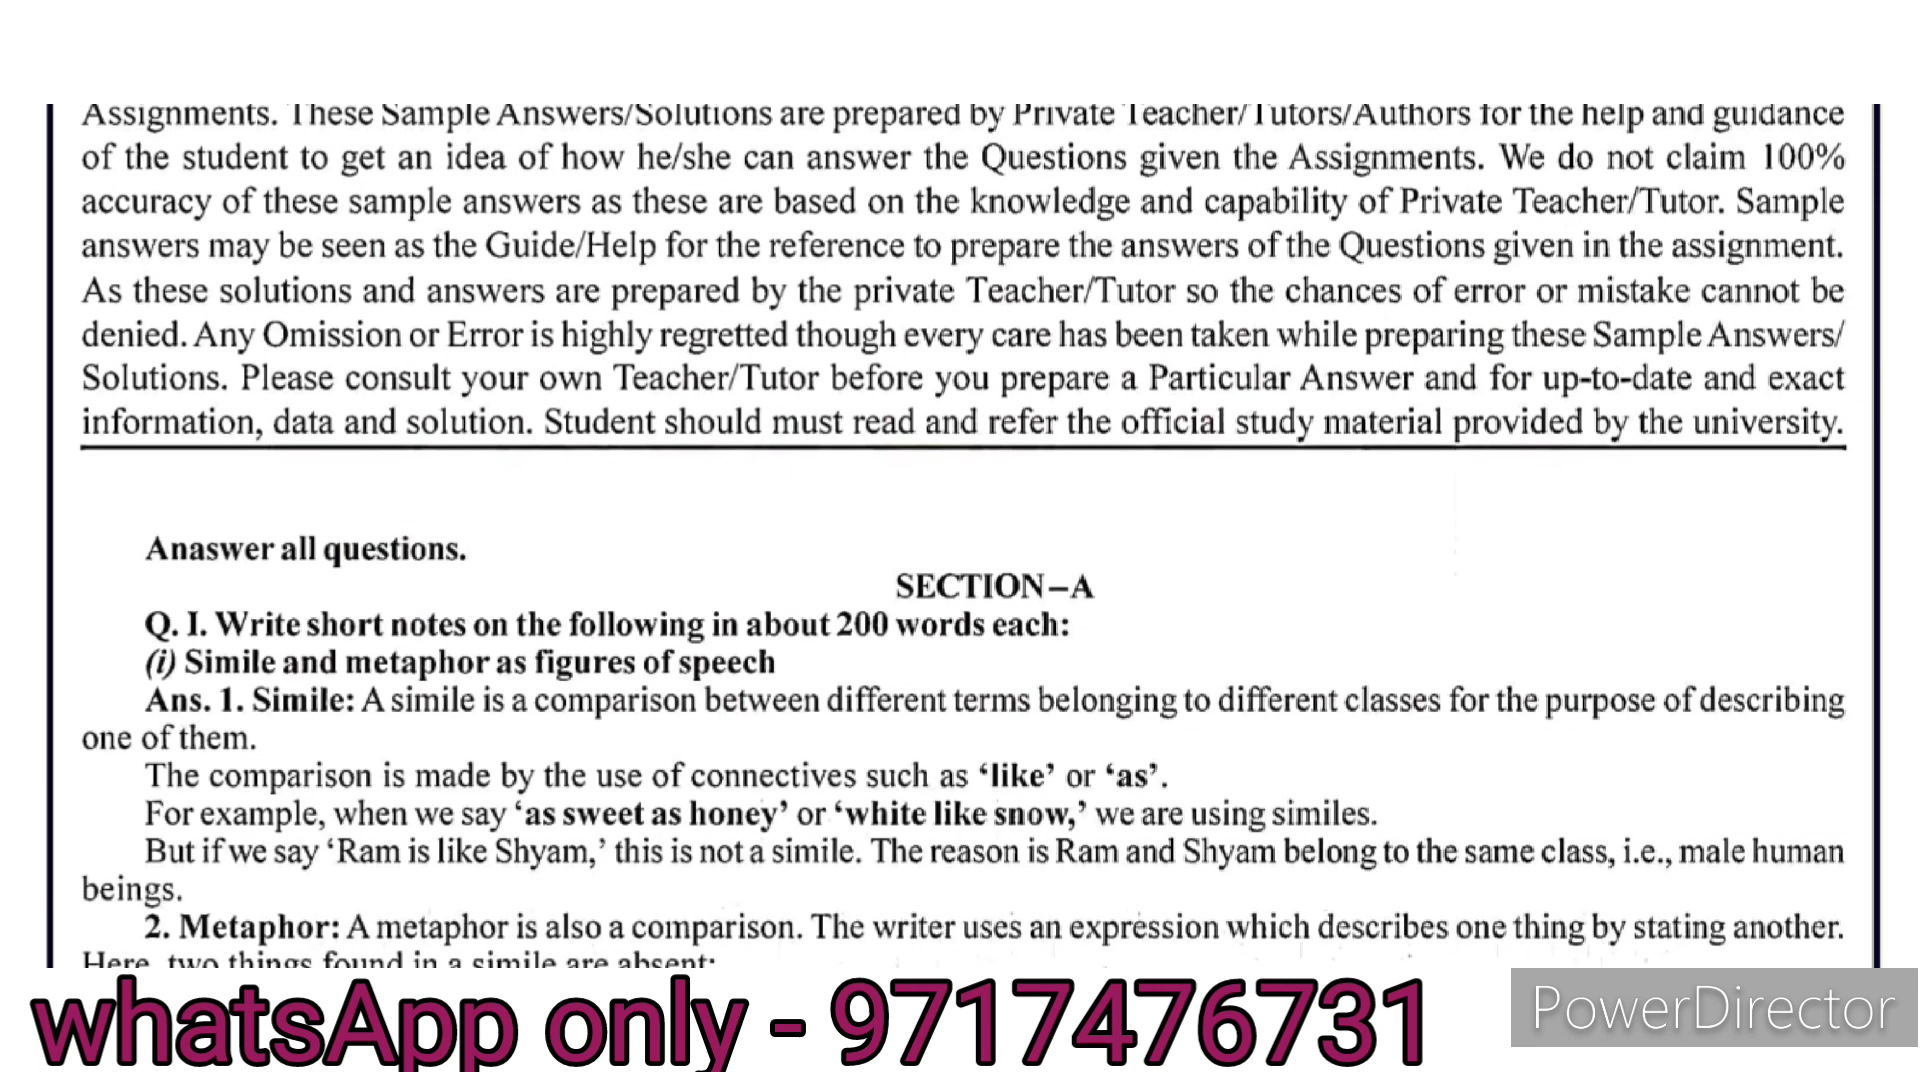 Assignments. These Sample Answers/Solutions are prepared by Private Teacher/Tutors/Authors for the help and guidance
of the student to get an idea of how he/she can answer the Questions given the Assignments. We do not claim 100%
accuracy of these sample answers as these are based on the knowledge and capability of Private Teacher/Tutor. Sample
answers may be seen as the Guide/Help for the reference to prepare the answers of the Questions given in the assignment.
As these solutions and answers are prepared by the private Teacher/Tutor so the chances of error or mistake cannot be
denied. Any Omission or Error is highly regretted though every care has been taken while preparing these Sample Answers/
Solutions. Please consult your own Teacher/Tutor before you prepare a Particular Answer and for up-to-date and exact
information, data and solution. Student should must read and refer the official study material provided by the university.
Anaswer all questions.
SECTION–A
Q. I. Write short notes on the following in about 200 words each:
(i) Simile and metaphor as figures of speech
Ans. 1. Simile: A simile is a comparison between different terms belonging to different classes for the purpose of describing
one of them.
The comparison is made by the use of connectives such as ‘like’ or ‘as’.
For example, when we say ‘as sweet as honey’ or ‘white like snow,’ we are using similes.
But if we say ‘Ram is like Shyam,’ this is not a simile. The reason is Ram and Shyam belong to the same class, i.e., male human
beings.
2. Metaphor: A metaphor is also a comparison. The writer uses an expression which describes one thing by stating another.
Here, two things found in a simile are absent:
whatsApp only - 9717476731
PowerDirector